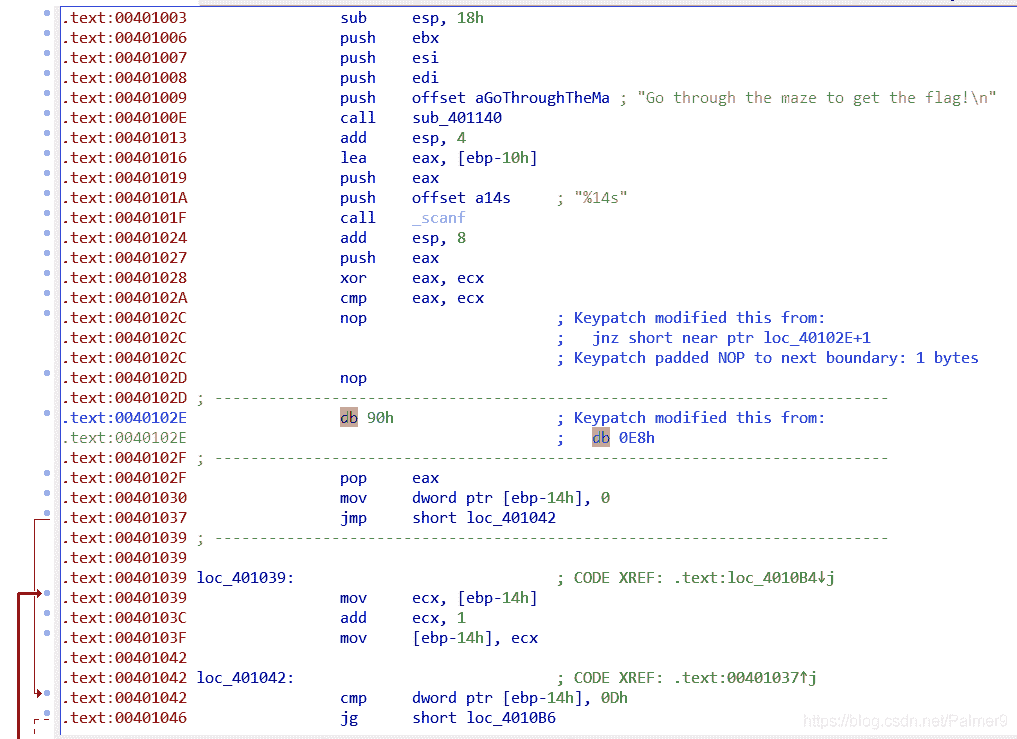 .text:00401003 sub esp, 18h
.text:00401006 push ebx
.text:00401007 push esi
.text:00401008 push edi
.text:00401009 push offset aGoThroughTheMa ; "Go through the maze to get the flag!\n"
.text:0040100E call sub_401140
.text:00401013 add esp, 4
.text:00401016 lea eax, [ebp-10h]
.text:00401019 push eax
.text:0040101A push offset a14s ; "%14s"
.text:0040101F call _scanf
.text:00401024 add esp, 8
.text:00401027 push eax
.text:00401028 xor eax, ecx
.text:0040102A cmp eax, ecx
.text:0040102C nop ; Keypatch modified this from:
.text:0040102C ; jnz short near ptr loc_40102E+1
.text:0040102C ; Keypatch padded NOP to next boundary: 1 bytes
.text:0040102D nop
.text:0040102D ; ---------------------------------------------------------------------------
.text:0040102E db 90h ; Keypatch modified this from:
.text:0040102E ; db 0E8h
.text:0040102F ; ---------------------------------------------------------------------------
.text:0040102F pop eax
.text:00401030 mov dword ptr [ebp-14h], 0
.text:00401037 jmp short loc_401042
.text:00401039 ; ---------------------------------------------------------------------------
.text:00401039
.text:00401039 loc_401039: ; CODE XREF: .text:loc_4010B4↓j
.text:00401039 mov ecx, [ebp-14h]
.text:0040103C add ecx, 1
.text:0040103F mov [ebp-14h], ecx
.text:00401042
.text:00401042 loc_401042: ; CODE XREF: .text:00401037↑j
.text:00401042 cmp dword ptr [ebp-14h], 0Dh
.text:00401046 jg short loc_4010B6
https://blog.csdn.net/Palmer9